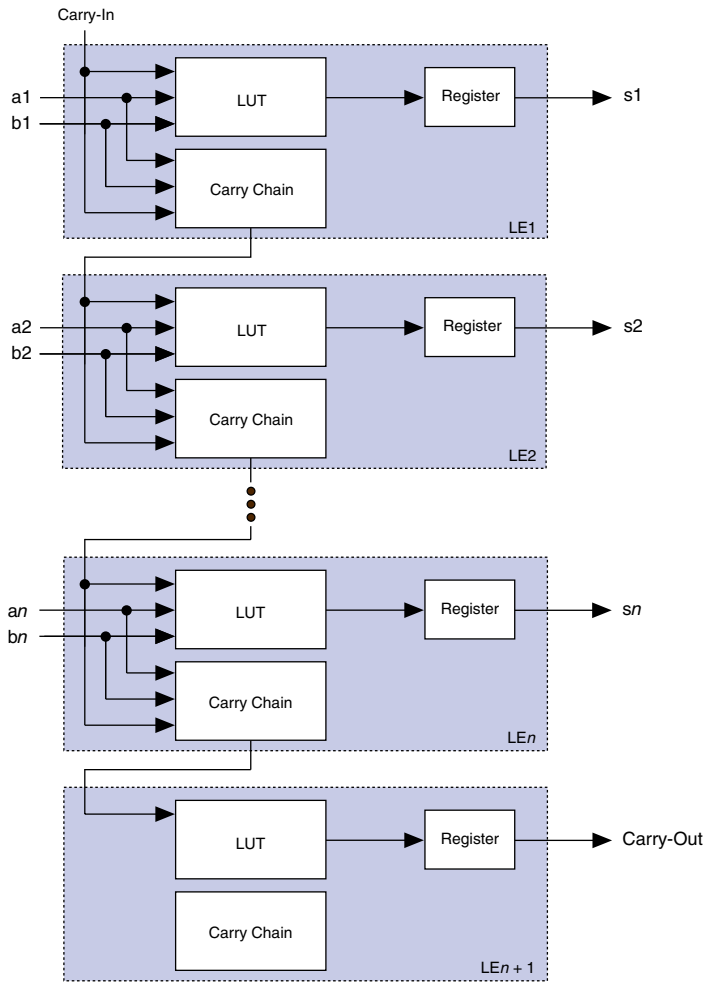 Carry-In
a1
b1
LUT
Register
s1
Carry Chain
LE1
a2
b2
LUT
Register
s2
Carry Chain
LE2
an
bn
LUT
Register
sn
Carry Chain
LEn
LUT
Register
Carry-Out
Carry Chain
LEn + 1